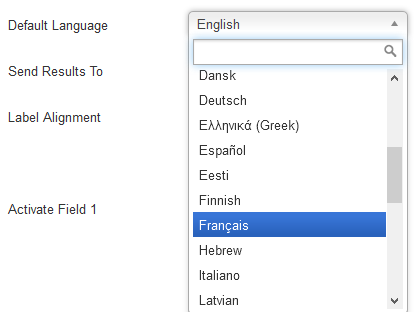 Default Language
English
Send Results To
Dansk
Deutsch
Label Alignment
Ελληνικά (Greek)
Español
Eesti
Finnish
Activate Field 1
Français
Hebrew
Italiano
Latvian